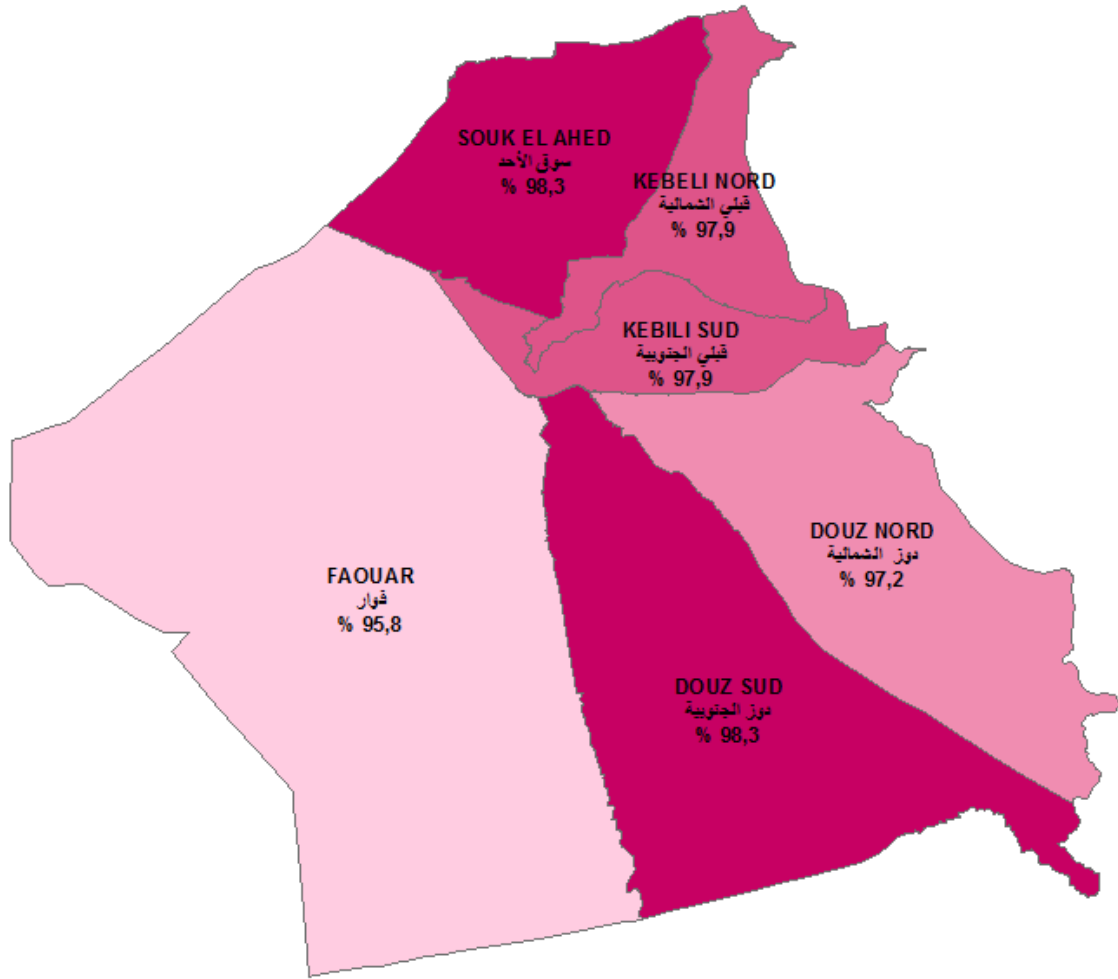 SOUK EL AHED
سوق الأحد
% 98,3
KEBELI NORD
قبلي الشمالية
% 97,9
KEBILI SUD
قبلي الجنوبية
% 97,9
DOUZ NORD
دوز الشمالية
% 97,2
FAOUAR
فوار
% 95,8
DOUZ SUD
دوز الجنوبية
% 98,3